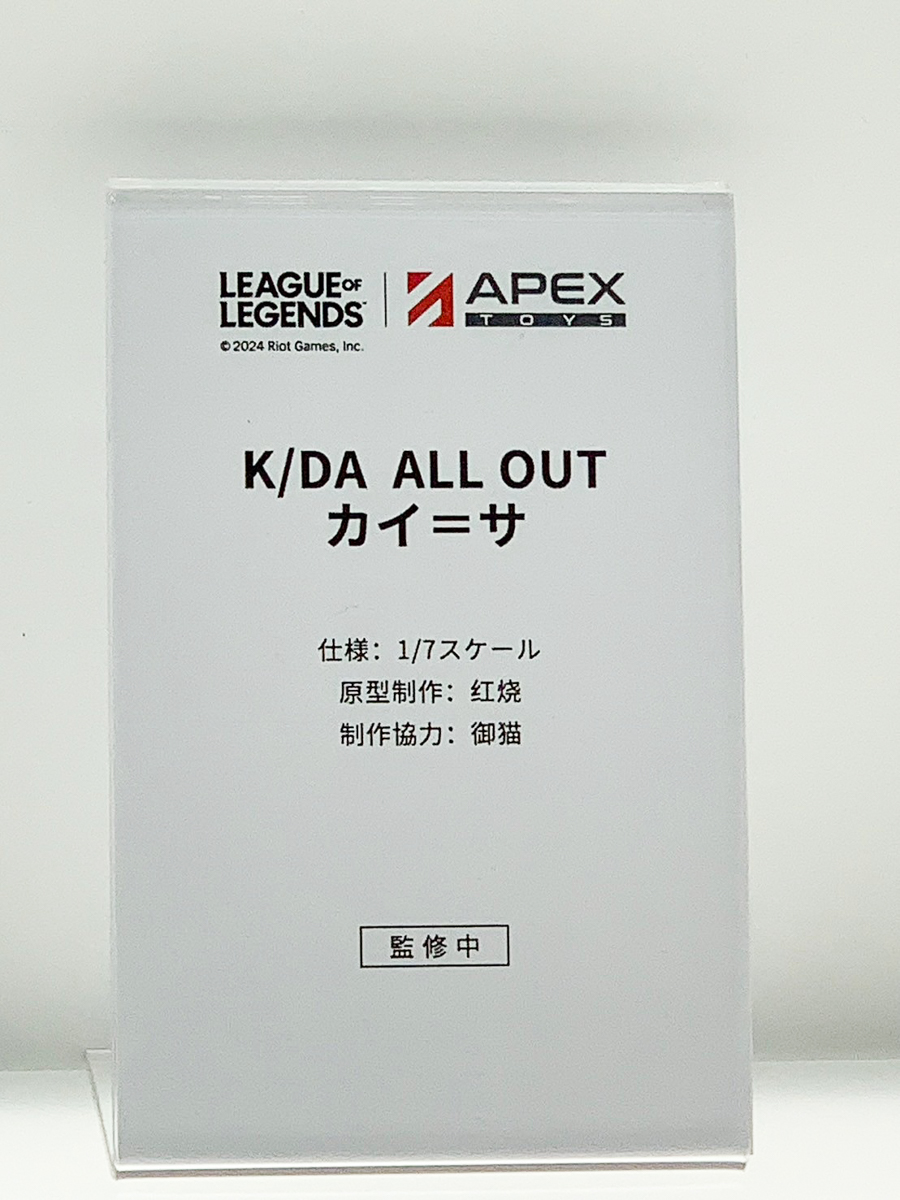 LEAGUE OF LEGENDS™
APEX TOYS
©2024 Riot Games, Inc.
K/DA ALL OUT
カイ＝サ
仕様：1/7スケール
原型制作：红烧
制作協力：御猫
監修中